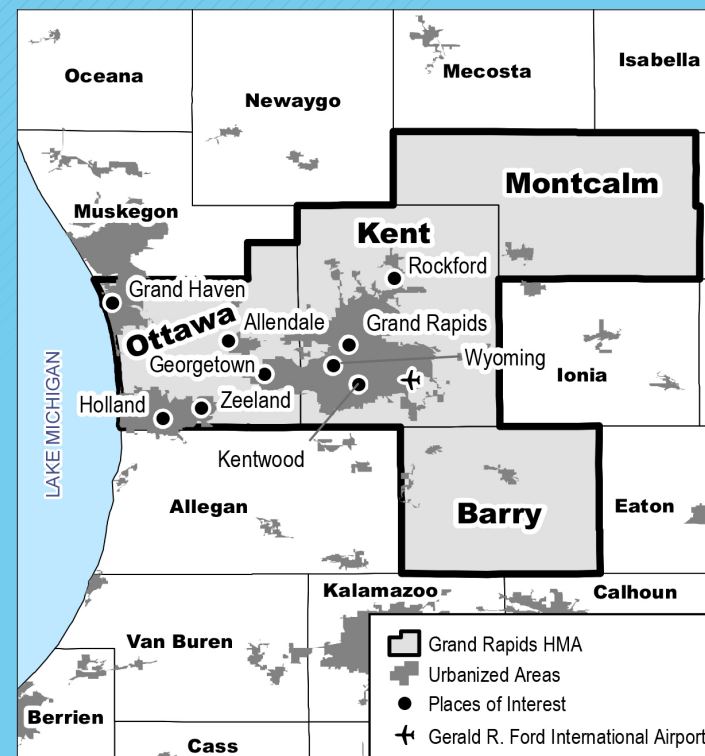 Oceana
Newaygo
Mecosta
Isabella
Montcalm
Muskegon
Kent
Rockford
Grand Haven
Ottawa
Allendale
Grand Rapids
Georgetown
Wyoming
Ionia
Holland
Zeeland
LAKE MICHIGAN
Kentwood
Allegan
Barry
Eaton
Kalamazoo
Calhoun
Van Buren
Berrien
Cass
Grand Rapids HMA
Urbanized Areas
Places of Interest
Gerald R. Ford International Airport